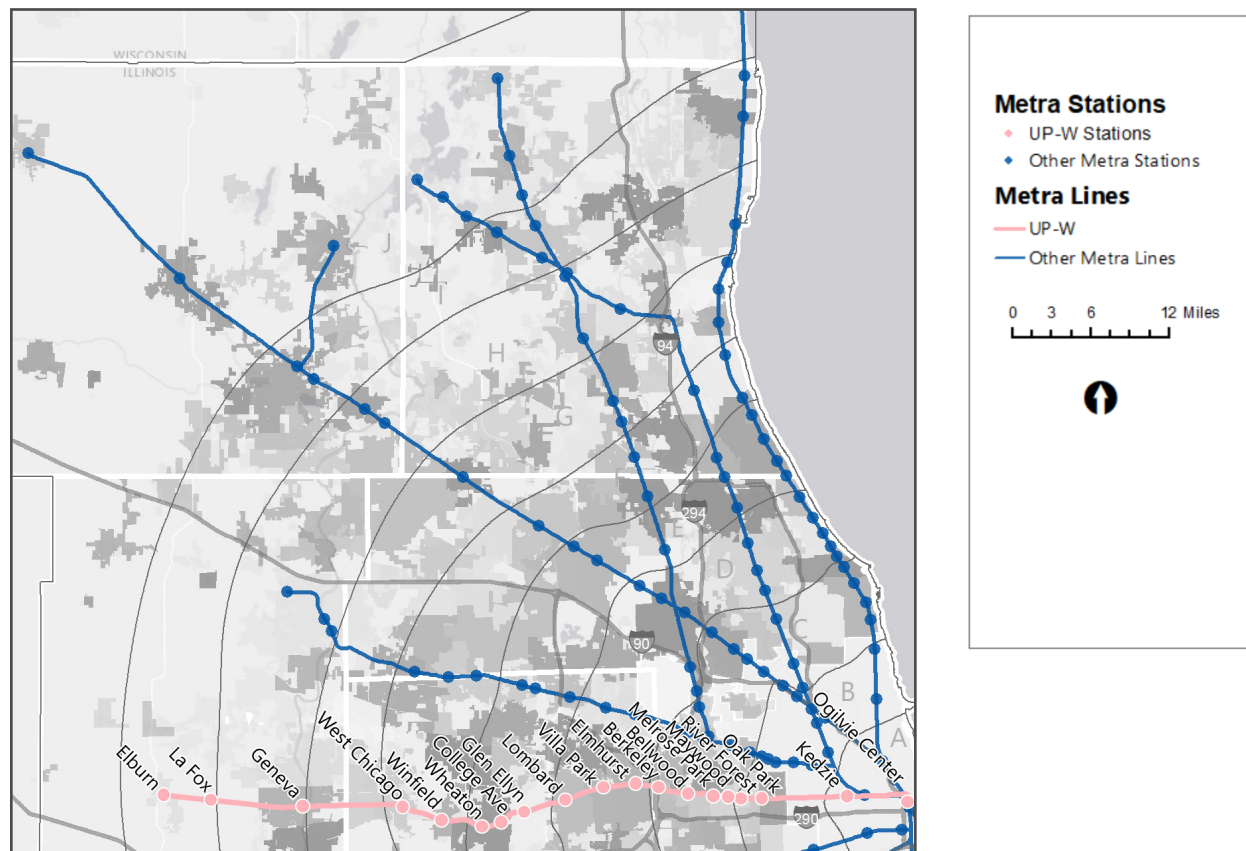 WISCONSIN
ILLINOIS
J
I
H
G
F
E
D
C
B
A
94
294
90
290
Elburn
La Fox
Geneva
West Chicago
Winfield
Wheaton
College Ave
Glen Ellyn
Lombard
Villa Park
Elmhurst
Berkeley
Bellwood
Melrose Park
Maywood
River Forest
Oak Park
Kedzie
Ogilvie Center
Metra Stations
UP-W Stations
Other Metra Stations
Metra Lines
UP-W
Other Metra Lines
0 3 6 12 Miles